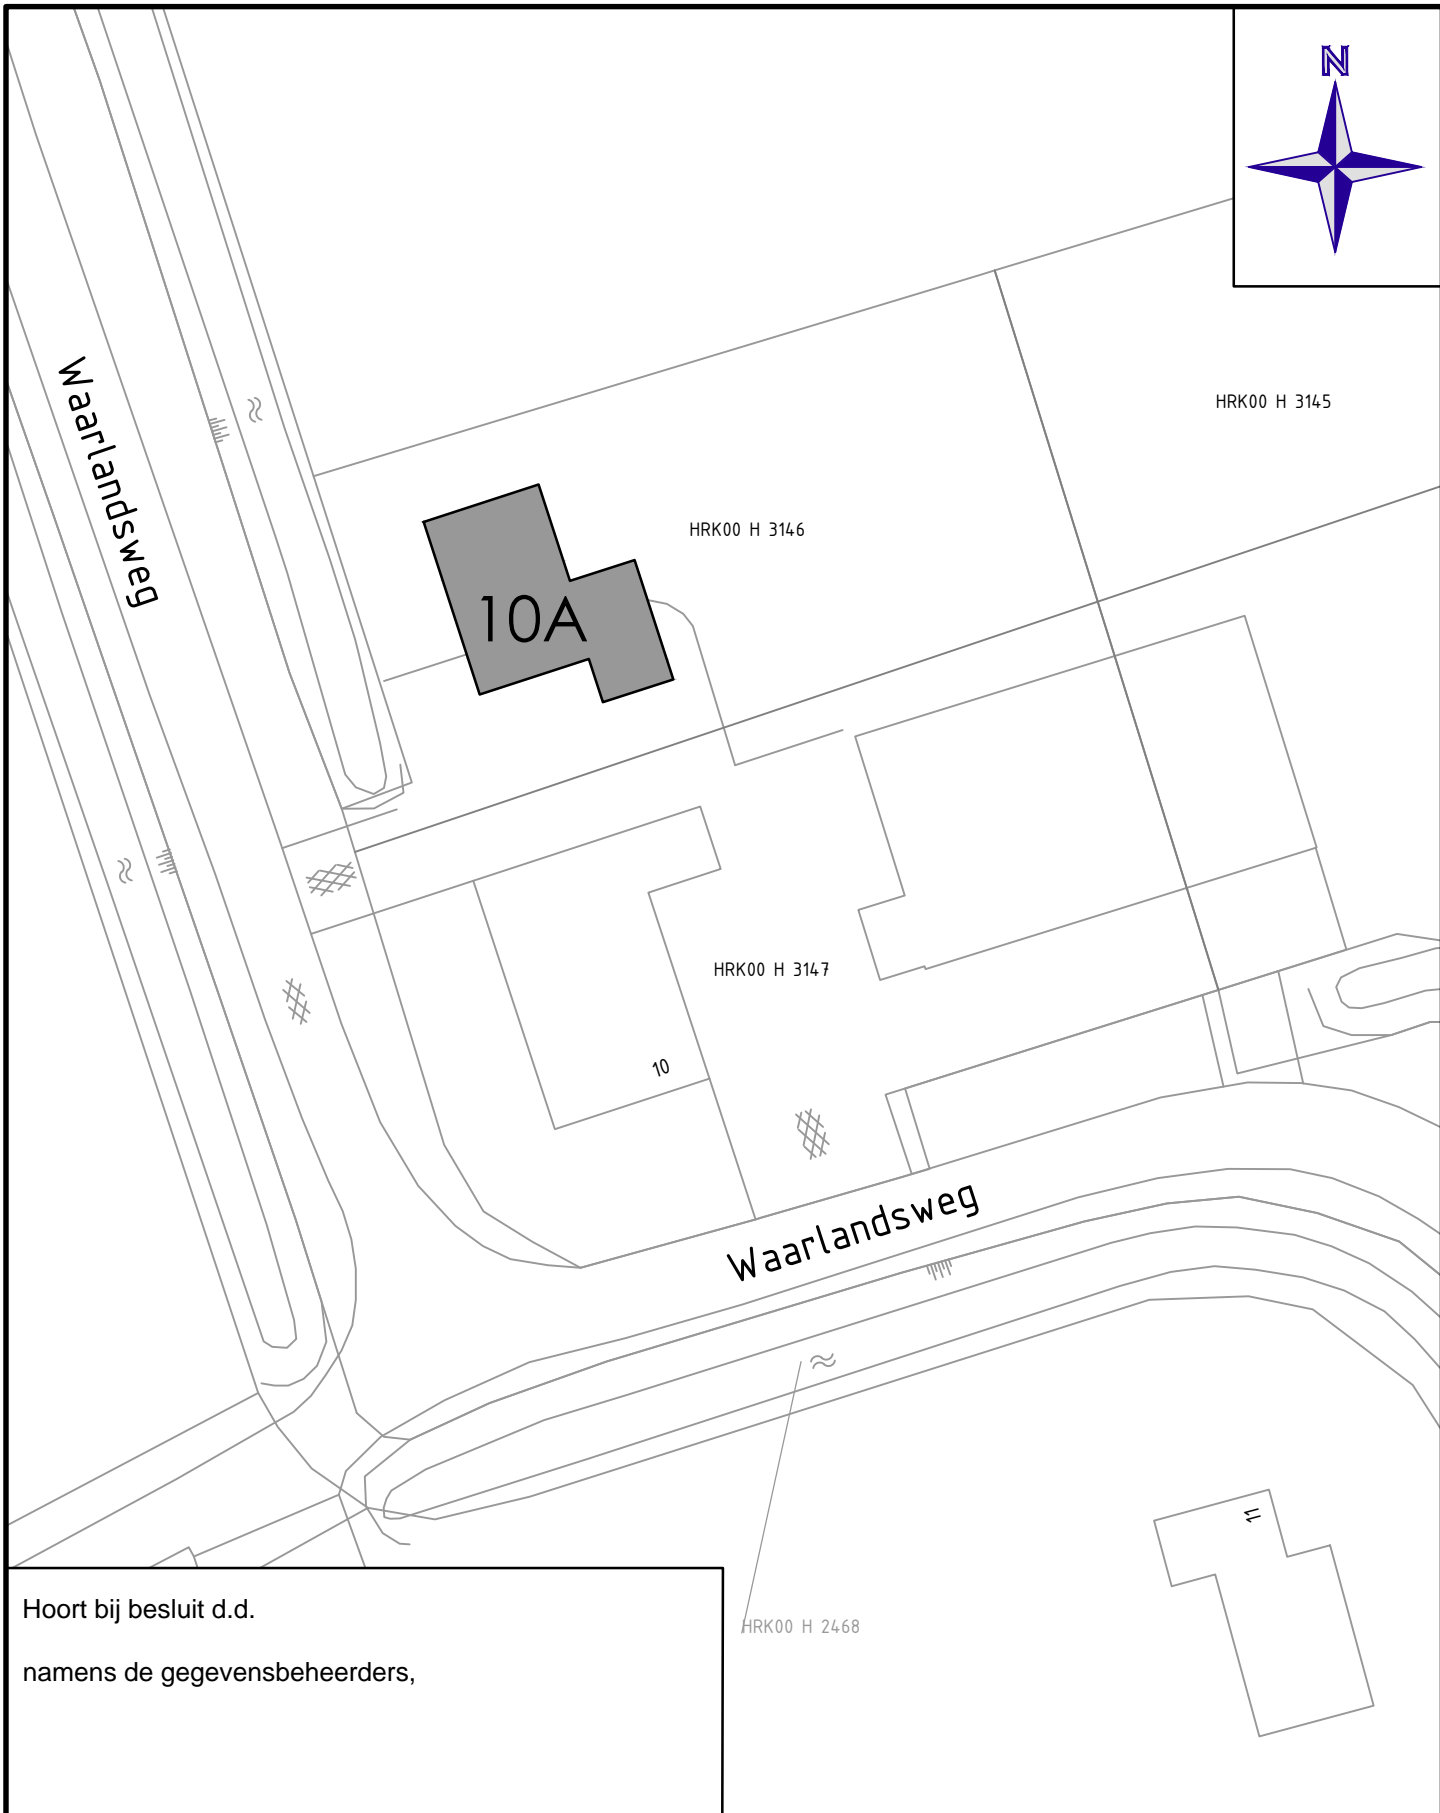 N
Waarlandsweg
HRK00 H 3145
HRK00 H 3146
10A
HRK00 H 3147
10
Waarlandsweg
11
HRK00 H 2468
Hoort bij besluit d.d.
namens de gegevensbeheerders,